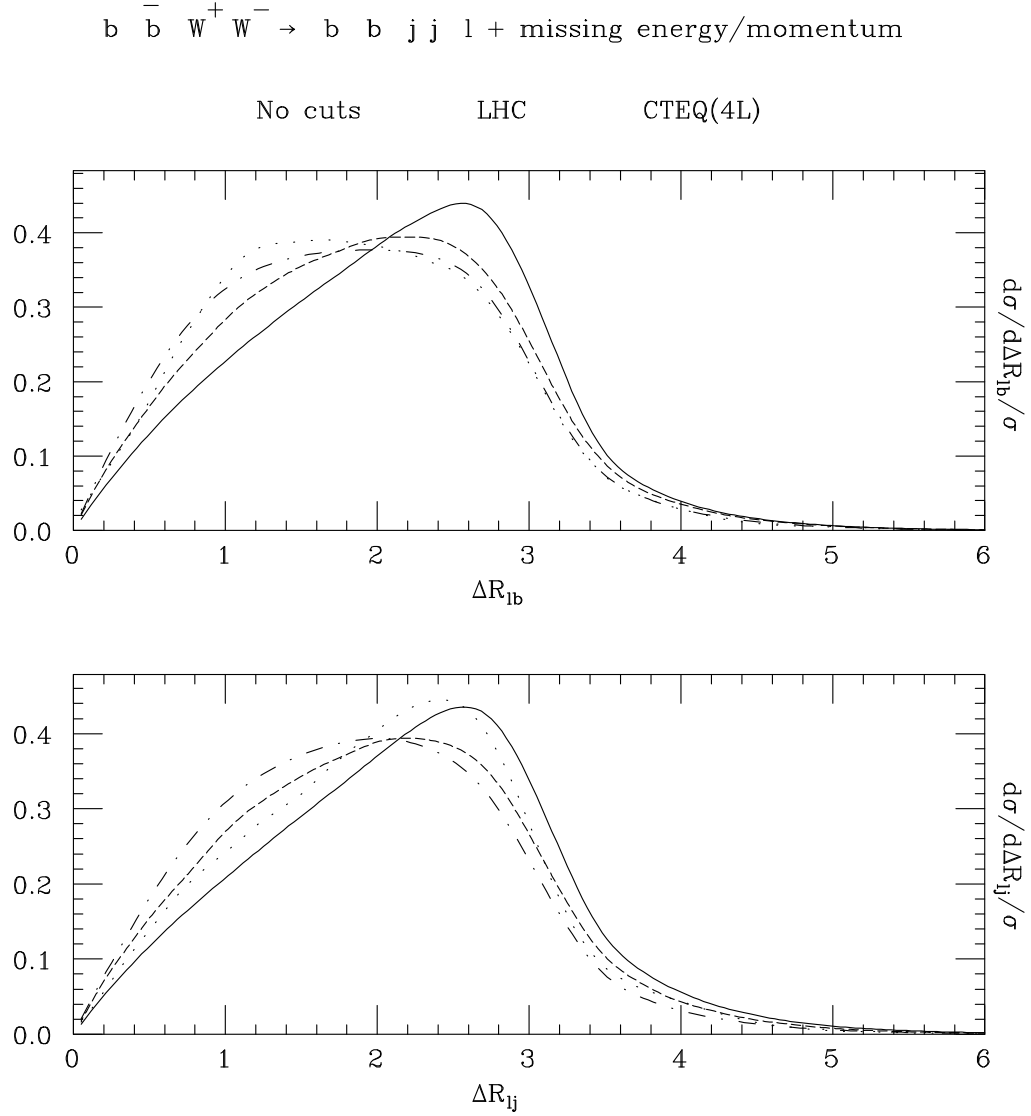 b b̄ W⁺ W⁻ → b b jj l + missing energy/momentum
No cuts LHC CTEQ(4L)
0.4
0.3
0.2
0.1
0.0
0 1 2 3 4 5 6
ΔR_lb
dσ/dΔR_lb/σ
0.4
0.3
0.2
0.1
0.0
0 1 2 3 4 5 6
ΔR_lj
dσ/dΔR_lj/σ